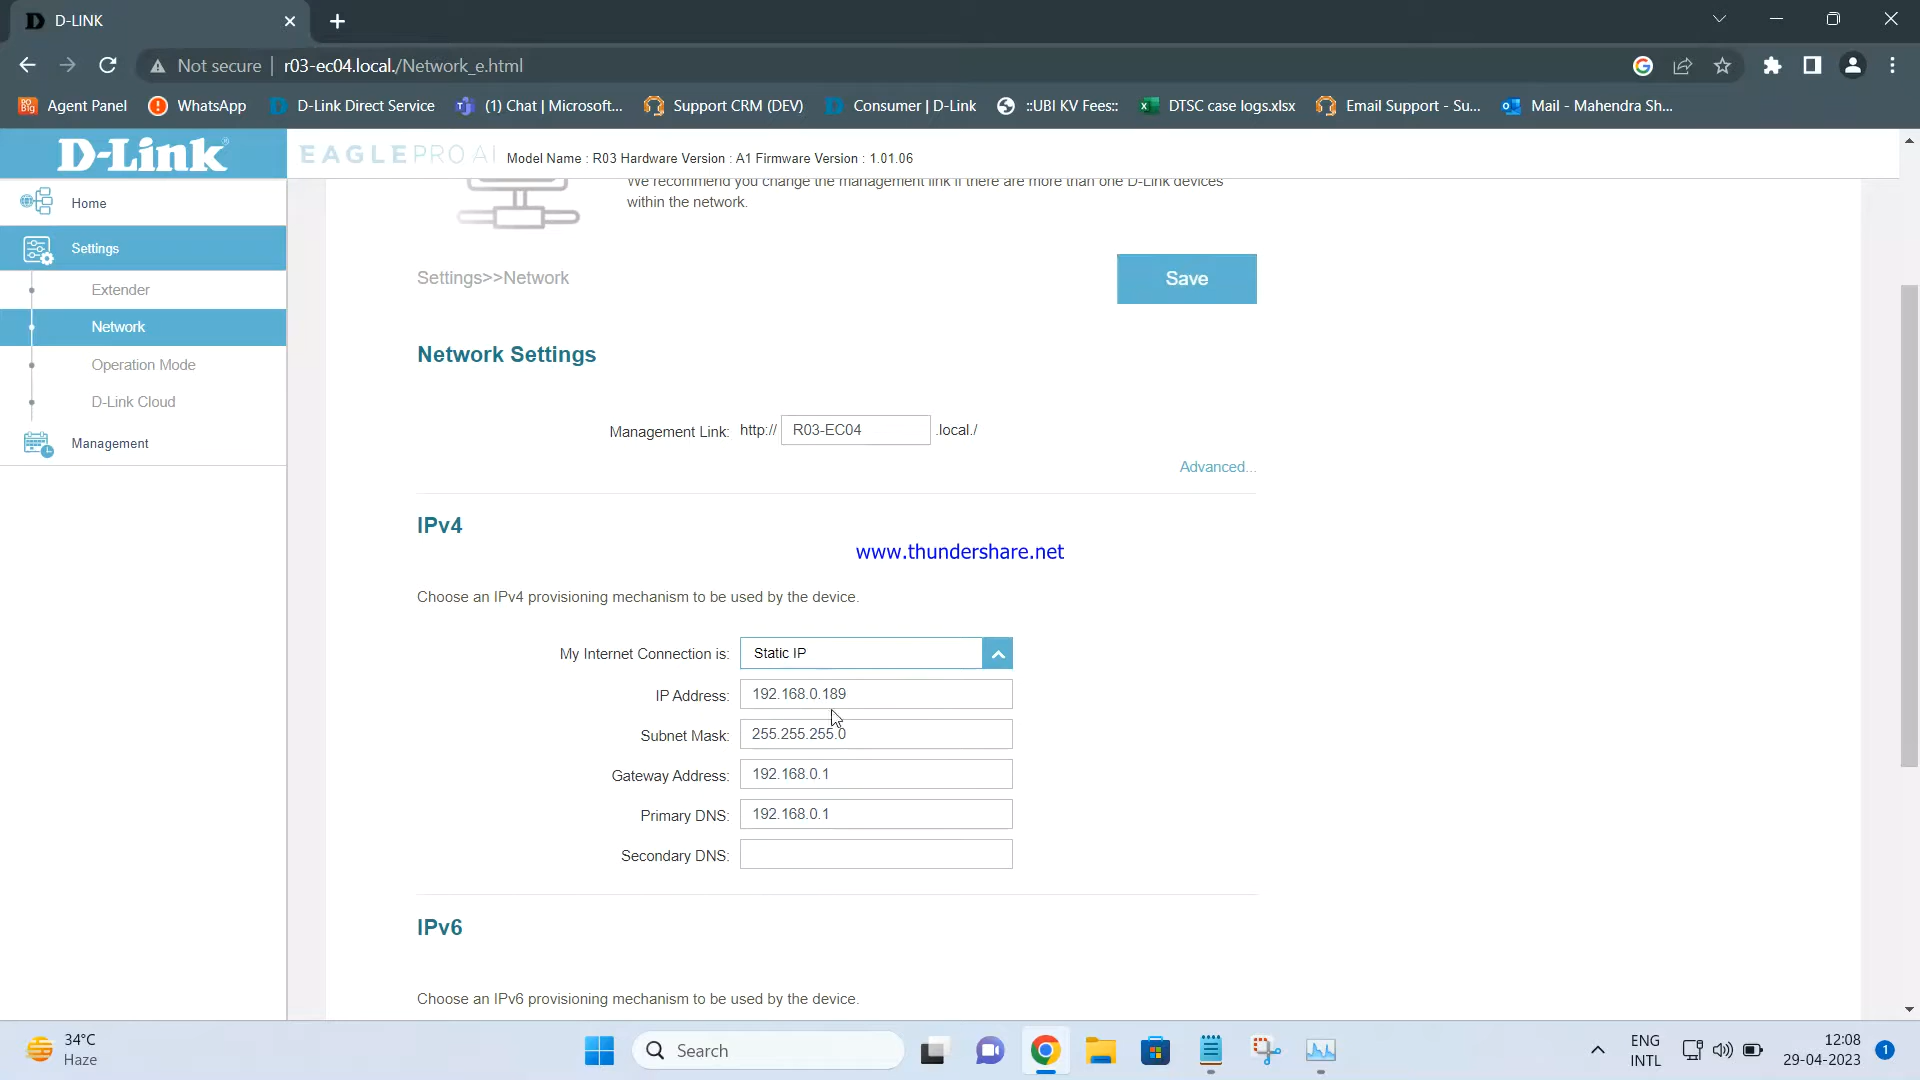 D-LINK
Not secure
r03-ec04.local./Network_e.html
Agent Panel
WhatsApp
D-Link Direct Service
(1) Chat | Microsoft...
Support CRM (DEV)
Consumer | D-Link
::UBI KV Fees::
DTSC case logs.xlsx
Email Support - Su...
Mail - Mahendra Sh...
D-Link
EAGLE PRO AI
Model Name : R03 Hardware Version : A1 Firmware Version : 1.01.06
Home
Settings
Extender
Network
Operation Mode
D-Link Cloud
Management
We recommend you change the management link if there are more than one D-Link devices
within the network.
Settings>>Network
Save
Network Settings
Management Link: http:// R03-EC04 .local./
Advanced...
IPv4
www.thundershare.net
Choose an IPv4 provisioning mechanism to be used by the device.
My Internet Connection is: Static IP
IP Address: 192.168.0.189
Subnet Mask: 255.255.255.0
Gateway Address: 192.168.0.1
Primary DNS: 192.168.0.1
Secondary DNS:
IPv6
Choose an IPv6 provisioning mechanism to be used by the device.
34°C
Haze
Search
ENG
INTL
12:08
29-04-2023
1